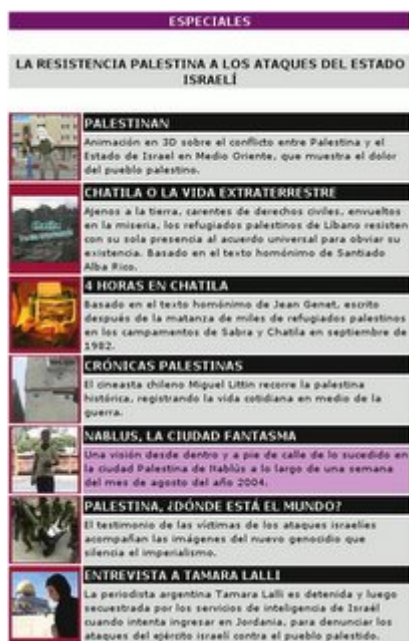 ESPECIALES
LA RESISTENCIA PALESTINA A LOS ATAQUES DEL ESTADO
ISRAELÍ
PALESTINAN
Animación en 3D sobre el conflicto entre Palestina y el
Estado de Israel en Medio Oriente, que muestra el dolor
del pueblo palestino.
CHATILA O LA VIDA EXTRATERRESTRE
Ajenos a la tierra, carentes de derechos civiles, envueltos
en la miseria, los refugiados palestinos de Líbano resisten
con su sola presencia al acuerdo universal para obviar su
existencia. Basado en el texto homónimo de Santiado
Alba Rico.
4 HORAS EN CHATILA
Basado en el texto homónimo de Jean Genet, escrito
después de la matanza de miles de refugiados palestinos
en los campamentos de Sabra y Chatila en septiembre de
1982.
CRÓNICAS PALESTINAS
El cineasta chileno Miguel Littin recorre la palestina
histórica, registrando la vida cotidiana en medio de la
guerra.
NABLUS, LA CIUDAD FANTASMA
Una visión desde dentro y a pie de calle de lo sucedido en
la ciudad Palestina de Nablús a lo largo de una semana
del mes de agosto del año 2004.
PALESTINA, ¿DÓNDE ESTÁ EL MUNDO?
El testimonio de las víctimas de los ataques israelíes
acompañan las imágenes del nuevo genocidio que
silencia el imperialismo.
ENTREVISTA A TAMARA LALLI
La periodista argentina Tamara Lalli es detenida y luego
secuestrada por los servicios de inteligencia de Israél
cuando intenta ingresar en Jordania, para denunciar los
ataques del ejército israelí contra el pueblo palestido.